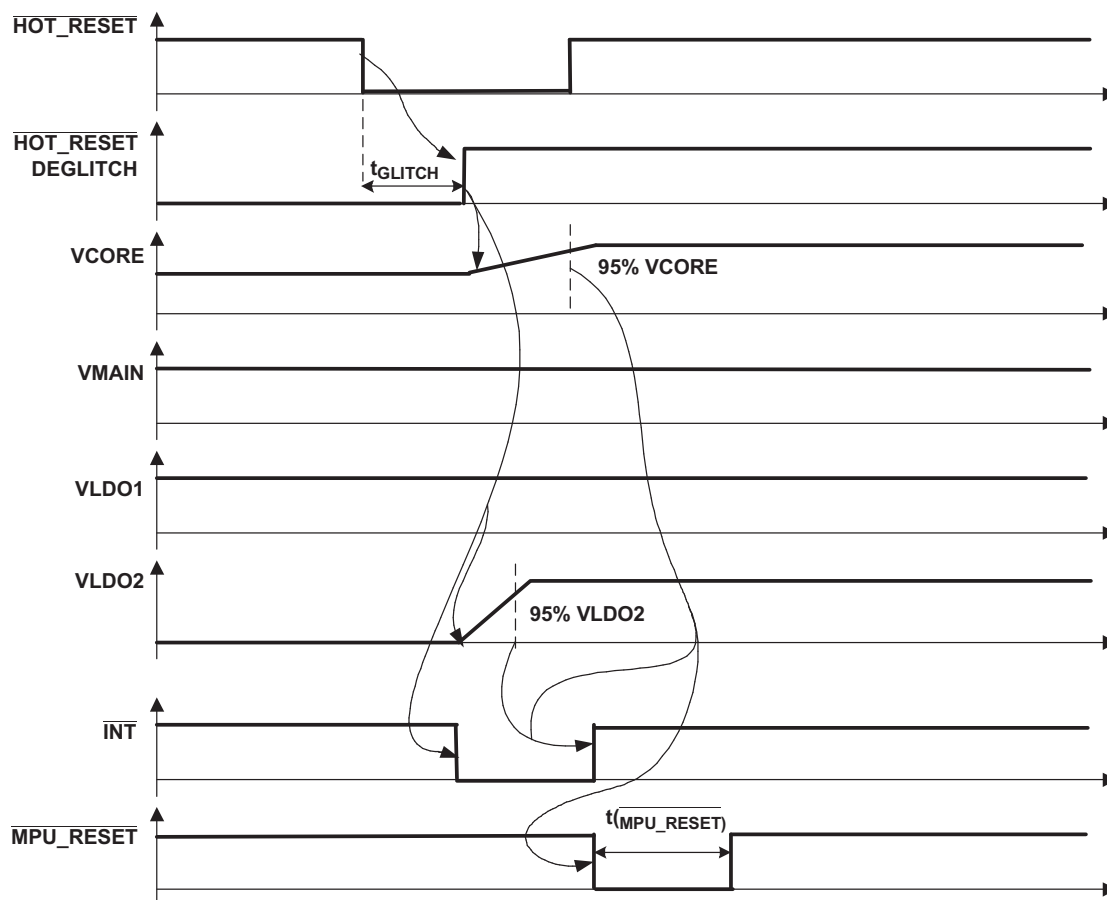 HOT_RESET
HOT_RESET
DEGLITCH
tGLITCH
VCORE
95% VCORE
VMAIN
VLDO1
VLDO2
95% VLDO2
INT
t(MPU_RESET)
MPU_RESET